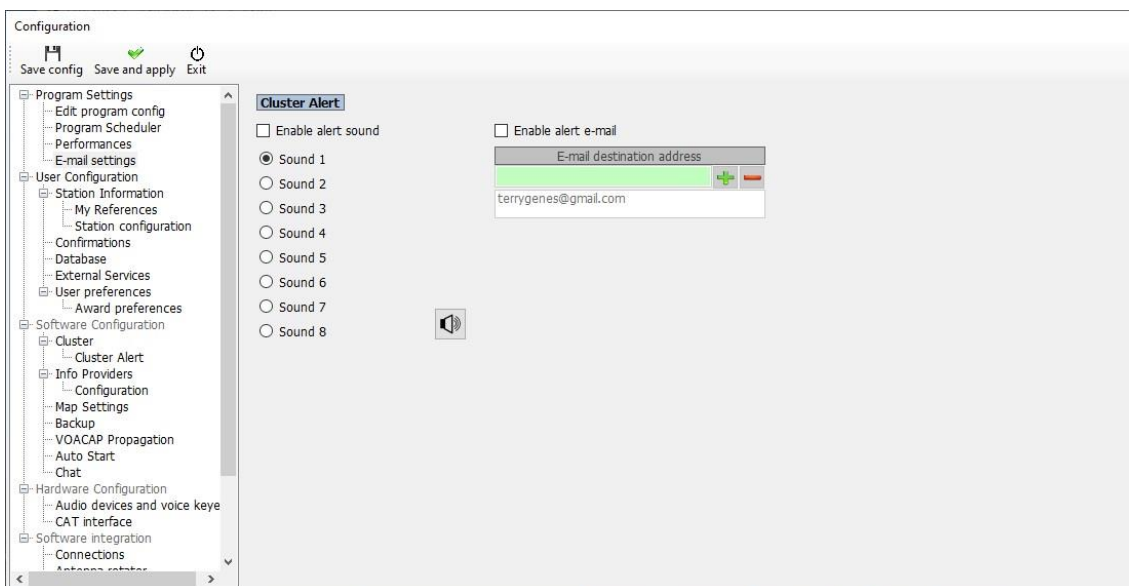 Configuration
Save config Save and apply Exit
Program Settings
Edit program config
Program Scheduler
Performances
E-mail settings
User Configuration
Station Information
My References
Station configuration
Confirmations
Database
External Services
User preferences
Award preferences
Software Configuration
Cluster
Cluster Alert
Info Providers
Configuration
Map Settings
Backup
VOACAP Propagation
Auto Start
Chat
Hardware Configuration
Audio devices and voice keye
CAT interface
Software integration
Connections
Antenna rotator
Cluster Alert
Enable alert sound
Sound 1
Sound 2
Sound 3
Sound 4
Sound 5
Sound 6
Sound 7
Sound 8
Enable alert e-mail
E-mail destination address
terrygenes@gmail.com